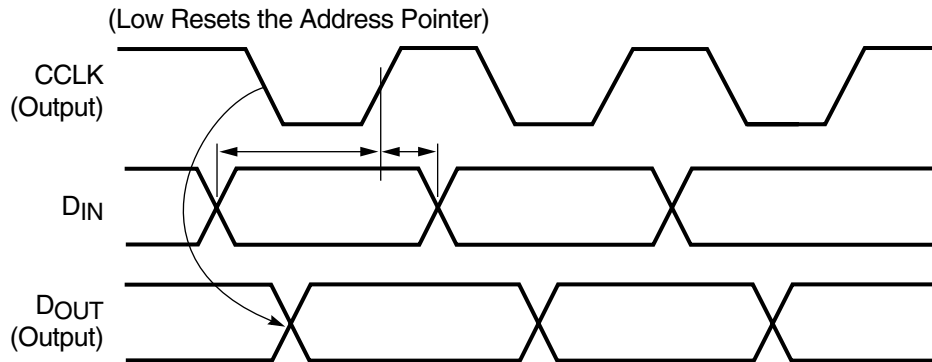 (Low Resets the Address Pointer)
CCLK
(Output)
DIN
DOUT
(Output)